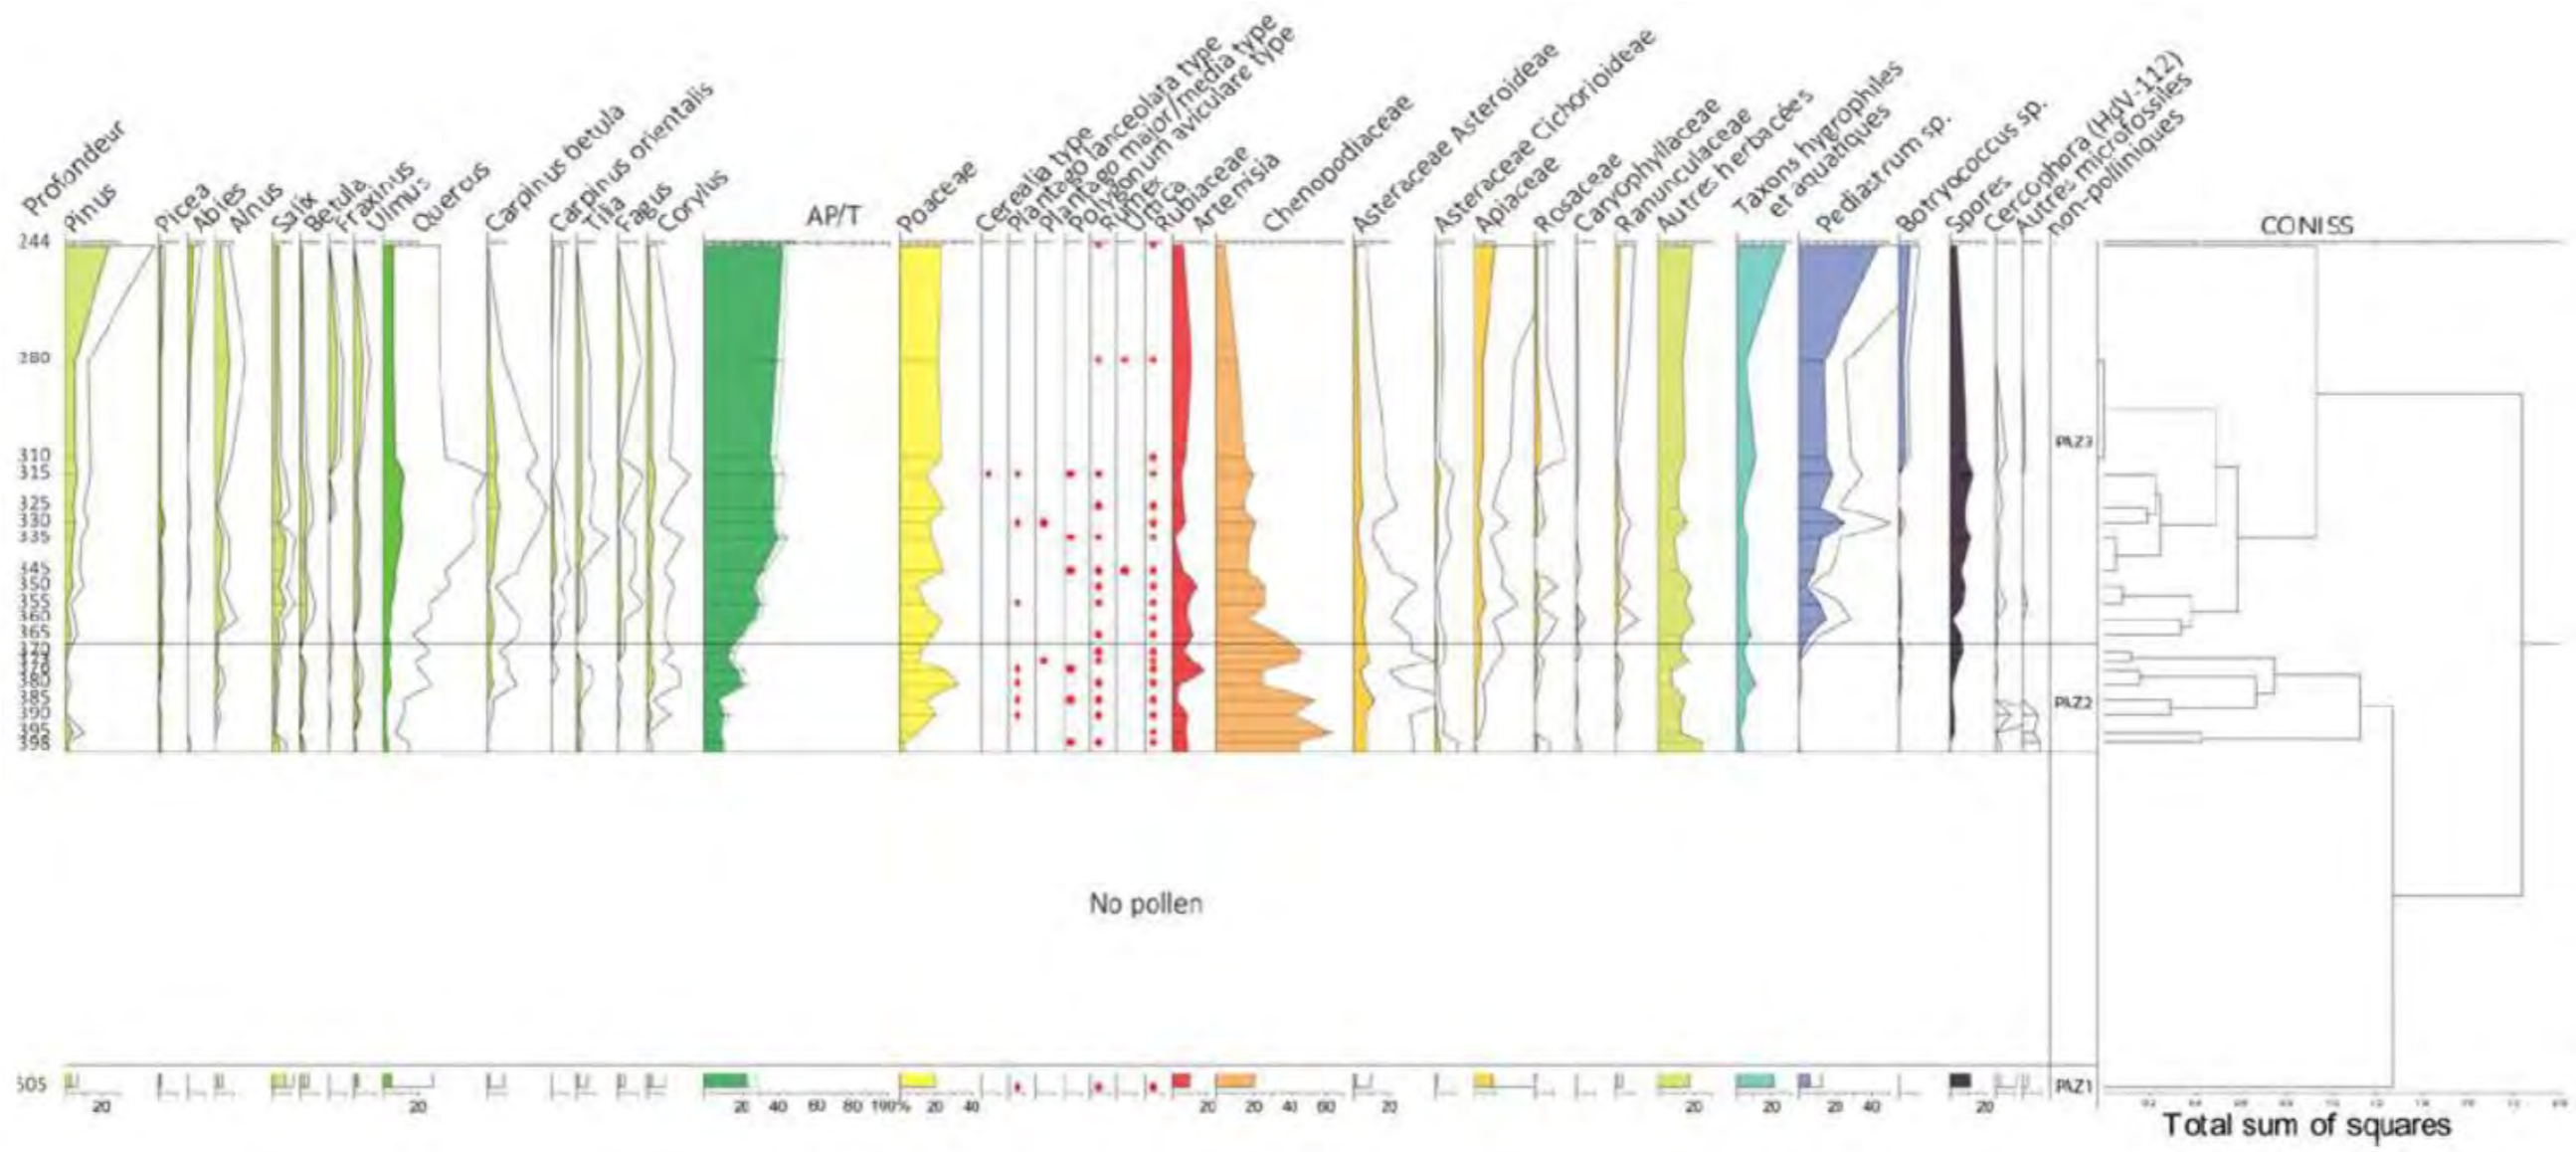 Profondeur
Pinus
Picea
Abies
Alnus
Salix
Betula
Fraxinus
Ulmus
Quercus
Carpinus betula
Carpinus orientalis
Tilia
Fagus
Corylus
AP/T
Poaceae
Cerealia type
Plantago lanceolata type
Plantago major/media type
Polygonum aviculare type
Rumex
Urtica
Rubiaceae
Artemisia
Chenopodiaceae
Asteraceae Asteroideae
Asteraceae Cichorioideae
Apiaceae
Rosaceae
Caryophyllaceae
Ranunculaceae
Autres herbacées
Taxons hygrophiles
et aquatiques
Pediastrum sp.
Botryococcus sp.
Spores
Cercophora (HdV-112)
Autres microfossiles
non-polliniques
CONISS
244
280
310
315
325
330
335
345
350
355
360
365
370
380
385
390
395
398
PAZ3
PAZ2
No pollen
505
PAZ1
20 20 20 40 60 80 100% 20 40 20 20 40 60 20 20 20 20 40 20
Total sum of squares